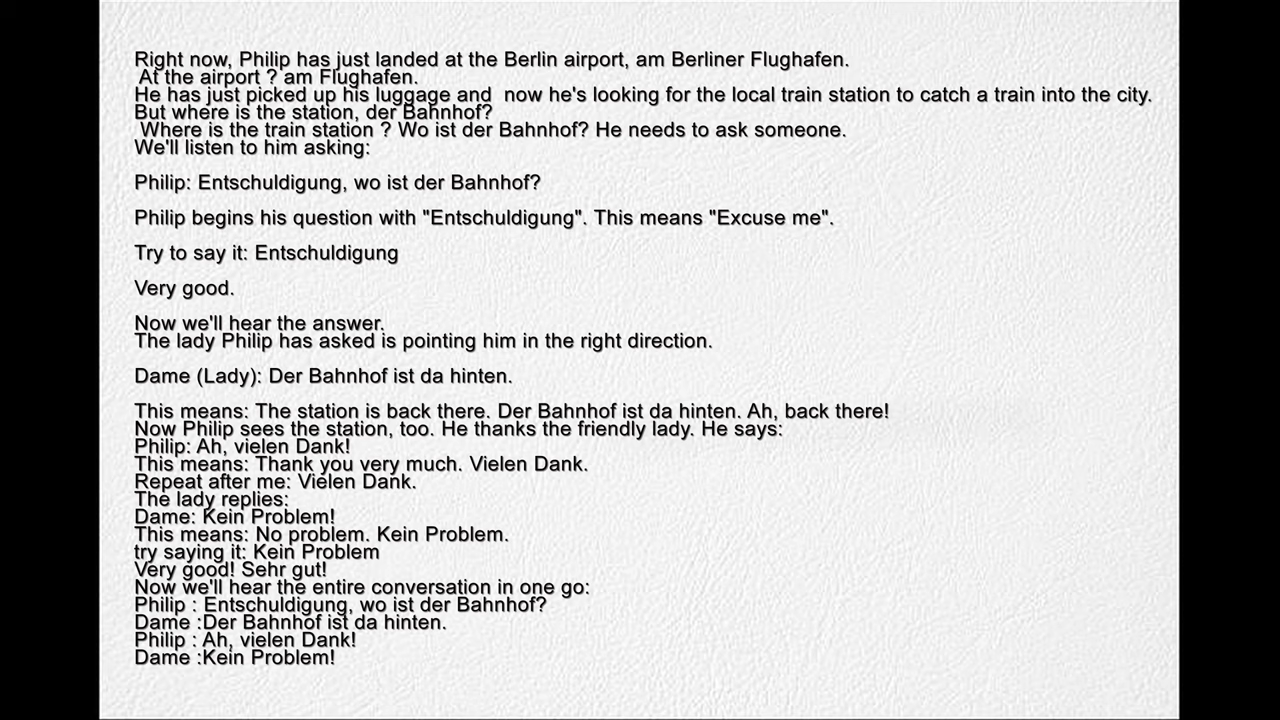 Right now, Philip has just landed at the Berlin airport, am Berliner Flughafen.
At the airport ? am Flughafen.
He has just picked up his luggage and  now he's looking for the local train station to catch a train into the city.
But where is the station, der Bahnhof?
Where is the train station ? Wo ist der Bahnhof? He needs to ask someone.
We'll listen to him asking:
Philip: Entschuldigung, wo ist der Bahnhof?
Philip begins his question with "Entschuldigung". This means "Excuse me".
Try to say it: Entschuldigung
Very good.
Now we'll hear the answer.
The lady Philip has asked is pointing him in the right direction.
Dame (Lady): Der Bahnhof ist da hinten.
This means: The station is back there. Der Bahnhof ist da hinten. Ah, back there!
Now Philip sees the station, too. He thanks the friendly lady. He says:
Philip: Ah, vielen Dank!
This means: Thank you very much. Vielen Dank.
Repeat after me: Vielen Dank.
The lady replies:
Dame: Kein Problem!
This means: No problem. Kein Problem.
try saying it: Kein Problem
Very good! Sehr gut!
Now we'll hear the entire conversation in one go:
Philip : Entschuldigung, wo ist der Bahnhof?
Dame :Der Bahnhof ist da hinten.
Philip : Ah, vielen Dank!
Dame :Kein Problem!